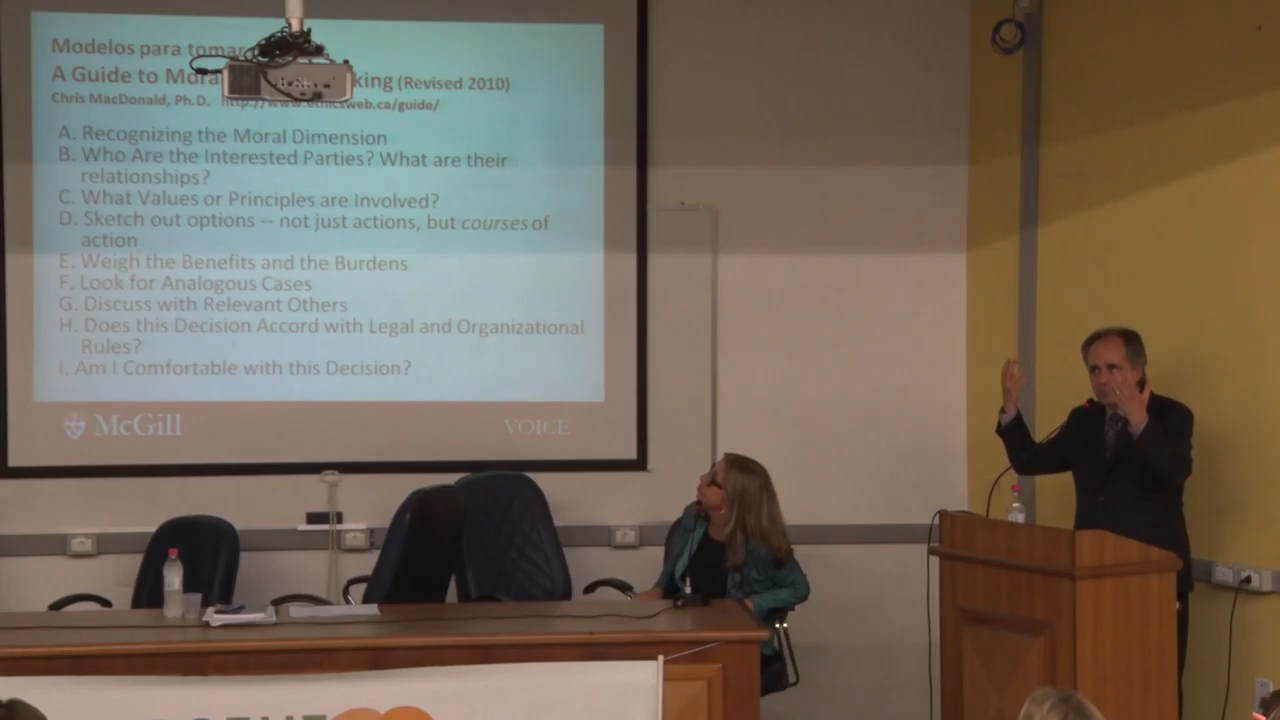 Modelos para tomar
A Guide to Mora king (Revised 2010)
Chris MacDonald, Ph.D. http://www.ethicsweb.ca/guide/
A. Recognizing the Moral Dimension
B. Who Are the Interested Parties? What are their
relationships?
C. What Values or Principles are Involved?
D. Sketch out options -- not just actions, but courses of
action
E. Weigh the Benefits and the Burdens
F. Look for Analogous Cases
G. Discuss with Relevant Others
H. Does this Decision Accord with Legal and Organizational
Rules?
I. Am I Comfortable with this Decision?
McGill
VOICE